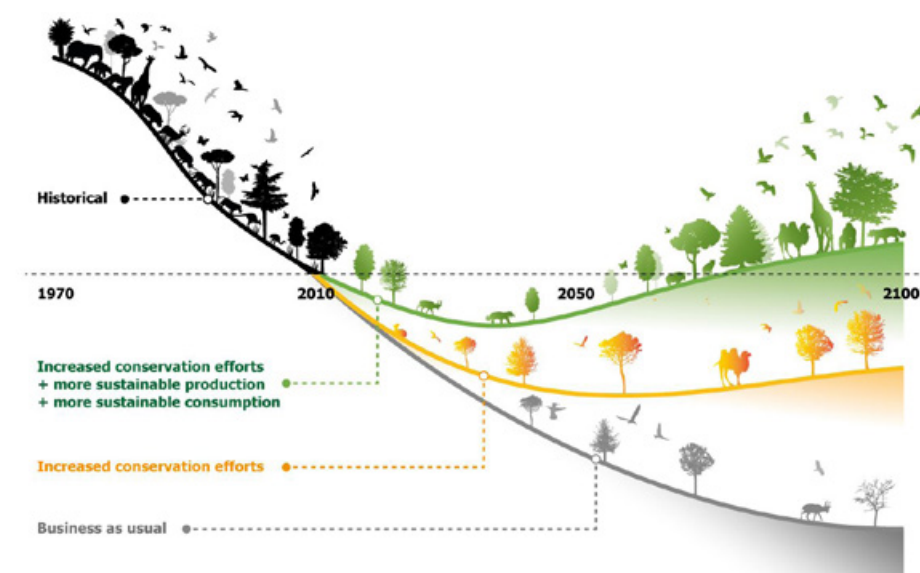 Historical
1970 2010 2050 2100
Increased conservation efforts
+ more sustainable production
+ more sustainable consumption
Increased conservation efforts
Business as usual